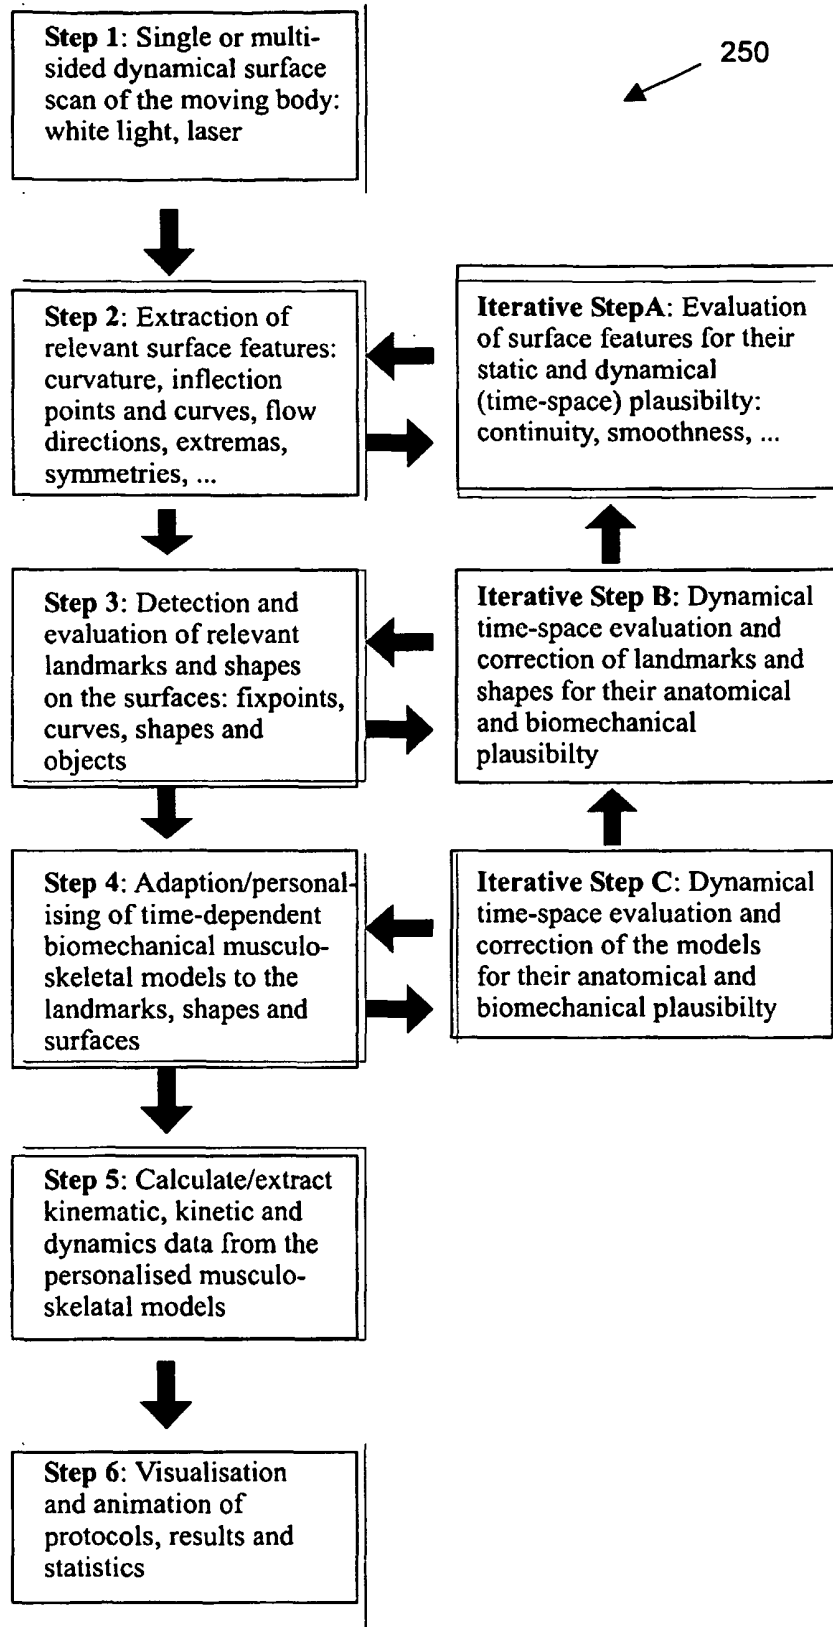 Step 1: Single or multi-
sided dynamical surface
scan of the moving body:
white light, laser
250
Step 2: Extraction of
relevant surface features:
curvature, inflection
points and curves, flow
directions, extremas,
symmetries, ...
Iterative StepA: Evaluation
of surface features for their
static and dynamical
(time-space) plausibilty:
continuity, smoothness, ...
Step 3: Detection and
evaluation of relevant
landmarks and shapes
on the surfaces: fixpoints,
curves, shapes and
objects
Iterative Step B: Dynamical
time-space evaluation and
correction of landmarks and
shapes for their anatomical
and biomechanical
plausibilty
Step 4: Adaption/personal-
ising of time-dependent
biomechanical musculo-
skeletal models to the
landmarks, shapes and
surfaces
Iterative Step C: Dynamical
time-space evaluation and
correction of the models
for their anatomical and
biomechanical plausibilty
Step 5: Calculate/extract
kinematic, kinetic and
dynamics data from the
personalised musculo-
skelatal models
Step 6: Visualisation
and animation of
protocols, results and
statistics